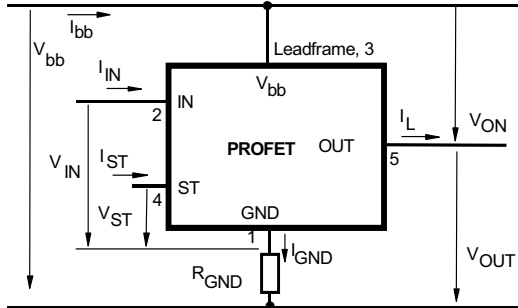 I_bb
V_bb
Leadframe, 3
I_IN
V_bb
IN
2
I_L
V_ON
PROFET
OUT
5
V_IN
I_ST
ST
4
V_ST
GND
1
I_GND
R_GND
V_OUT